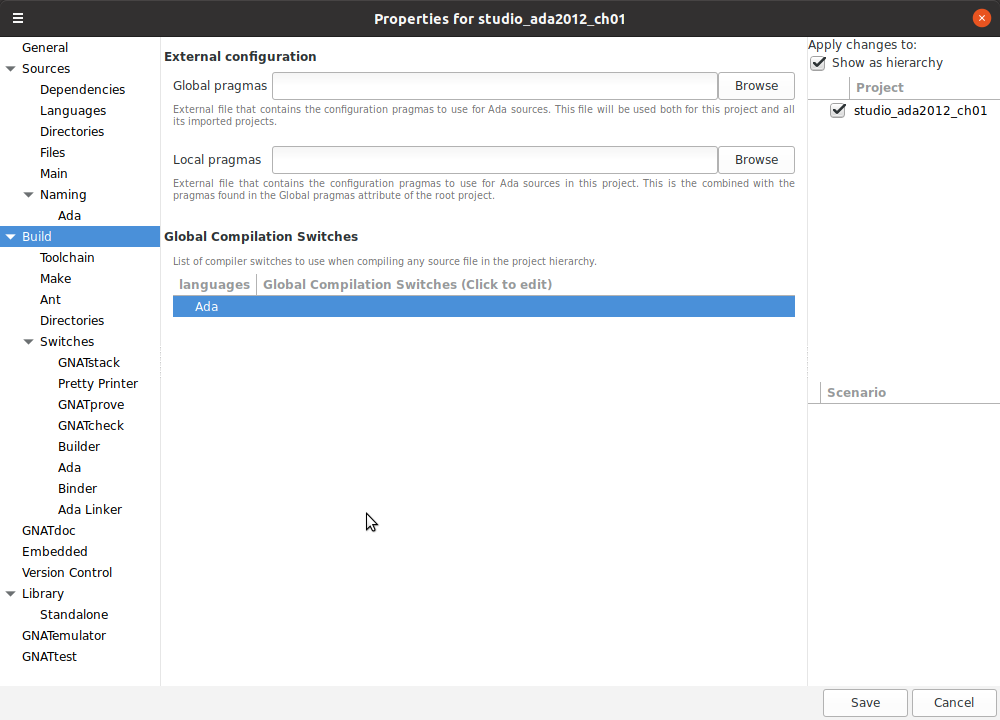 Properties for studio_ada2012_ch01
General
Sources
Dependencies
Languages
Directories
Files
Main
Naming
Ada
Build
Toolchain
Make
Ant
Directories
Switches
GNATstack
Pretty Printer
GNATprove
GNATcheck
Builder
Ada
Binder
Ada Linker
GNATdoc
Embedded
Version Control
Library
Standalone
GNATemulator
GNATtest
External configuration
Global pragmas
Browse
External file that contains the configuration pragmas to use for Ada sources. This file will be used both for this project and all
its imported projects.
Local pragmas
Browse
External file that contains the configuration pragmas to use for Ada sources in this project. This is the combined with the
pragmas found in the Global pragmas attribute of the root project.
Global Compilation Switches
List of compiler switches to use when compiling any source file in the project hierarchy.
languages Global Compilation Switches (Click to edit)
Ada
Apply changes to:
Show as hierarchy
Project
studio_ada2012_ch01
Scenario
Save
Cancel